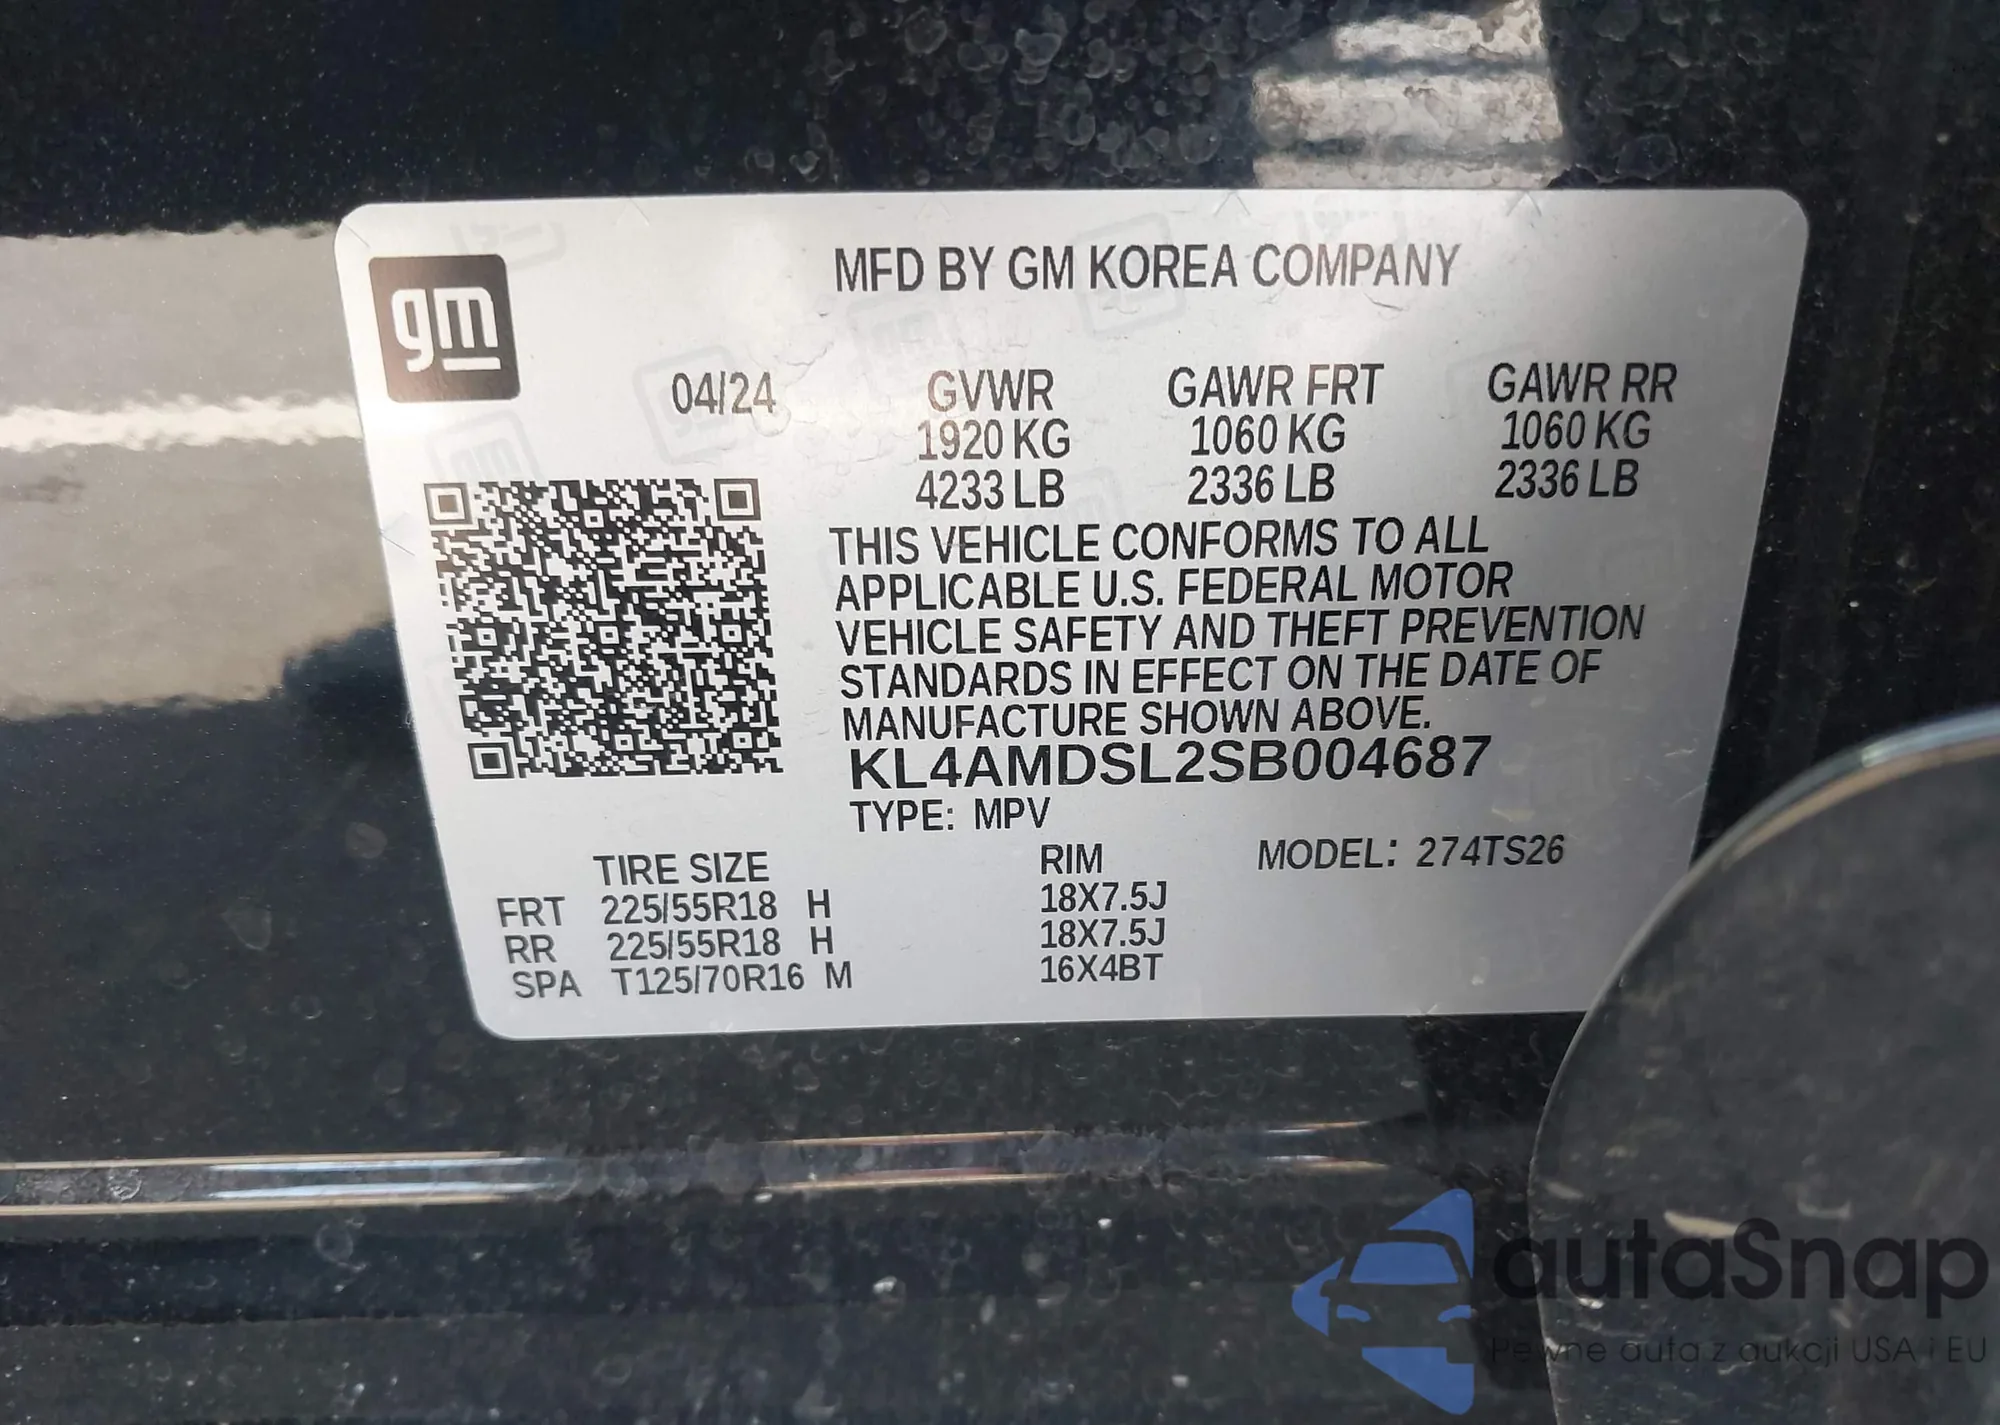 gm
MFD BY GM KOREA COMPANY
04/24 GVWR GAWR FRT GAWR RR
1920 KG 1060 KG 1060 KG
4233 LB 2336 LB 2336 LB
THIS VEHICLE CONFORMS TO ALL
APPLICABLE U.S. FEDERAL MOTOR
VEHICLE SAFETY AND THEFT PREVENTION
STANDARDS IN EFFECT ON THE DATE OF
MANUFACTURE SHOWN ABOVE.
KL4AMDSL2SB004687
TYPE: MPV
TIRE SIZE RIM MODEL: 274TS26
FRT 225/55R18 H 18X7.5J
RR 225/55R18 H 18X7.5J
SPA T125/70R16 M 16X4BT
autaSnap
Pewne auta z aukcji USA i EU